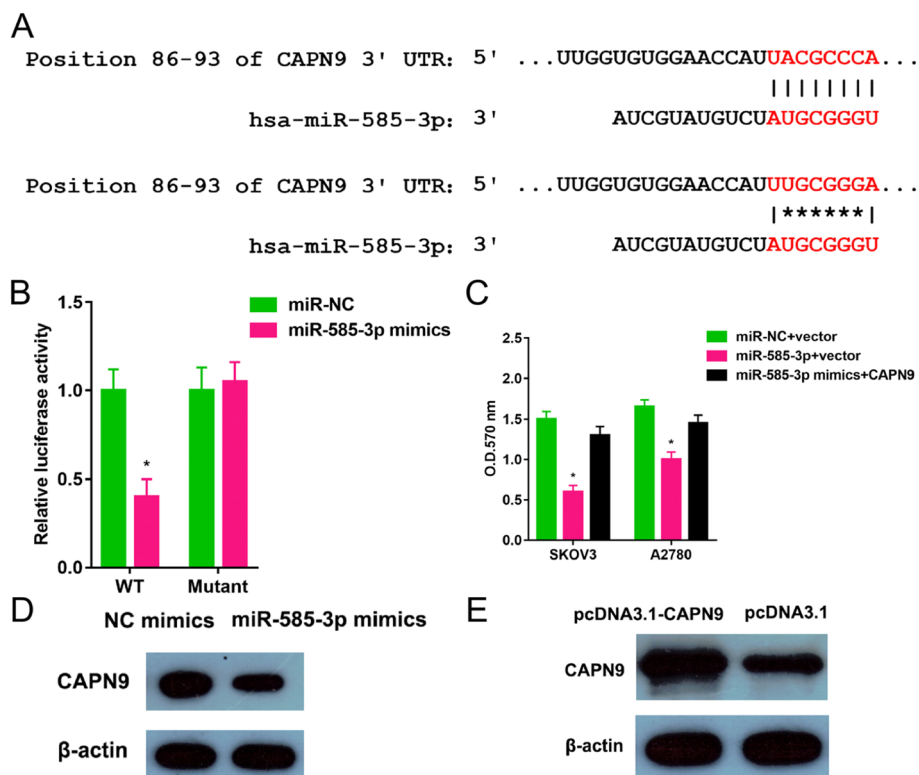 A
Position 86-93 of CAPN9 3' UTR: 5' ...UUGGUGUGGAACCAUUACGCCCA...
||||||||
hsa-miR-585-3p: 3' AUCGUAUGUCUAUGCGGGU
Position 86-93 of CAPN9 3' UTR: 5' ...UUGGUGUGGAACCAUUUGCGGGA...
|******|
hsa-miR-585-3p: 3' AUCGUAUGUCUAUGCGGGU
B
miR-NC
miR-585-3p mimics
Relative luciferase activity
1.5
1.0
0.5
0.0
*
WT Mutant
C
miR-NC+vector
miR-585-3p+vector
miR-585-3p mimics+CAPN9
O.D.570 nm
2.5
2.0
1.5
1.0
0.5
0.0
* *
SKOV3 A2780
D
NC mimics miR-585-3p mimics
CAPN9
β-actin
E
pcDNA3.1-CAPN9 pcDNA3.1
CAPN9
β-actin